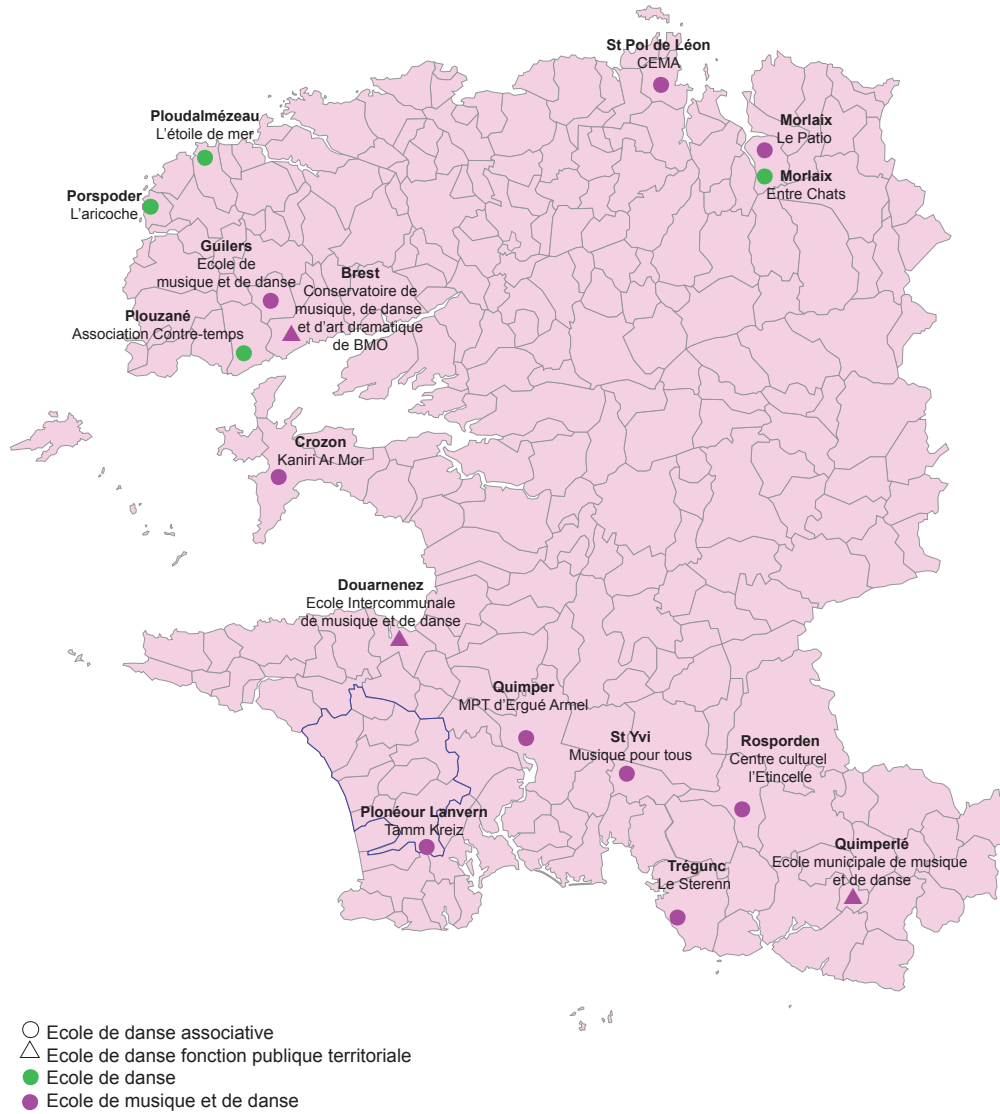 St Pol de Léon
CEMA
Ploudalmézeau
L'étoile de mer
Morlaix
Le Patio
Morlaix
Entre Chats
Porspoder
L'aricoche
Guilers
Ecole de
musique et de danse
Brest
Conservatoire de
musique, de danse
et d'art dramatique
de BMO
Plouzané
Association Contre-temps
Crozon
Kaniri Ar Mor
Douarnenez
Ecole Intercommunale
de musique et de danse
Quimper
MPT d'Ergué Armel
St Yvi
Musique pour tous
Rosporden
Centre culturel
l'Etincelle
Plonéour Lanvern
Tamm Kreiz
Trégunc
Le Sterenn
Quimperlé
Ecole municipale de musique
et de danse
Ecole de danse associative
Ecole de danse fonction publique territoriale
Ecole de danse
Ecole de musique et de danse